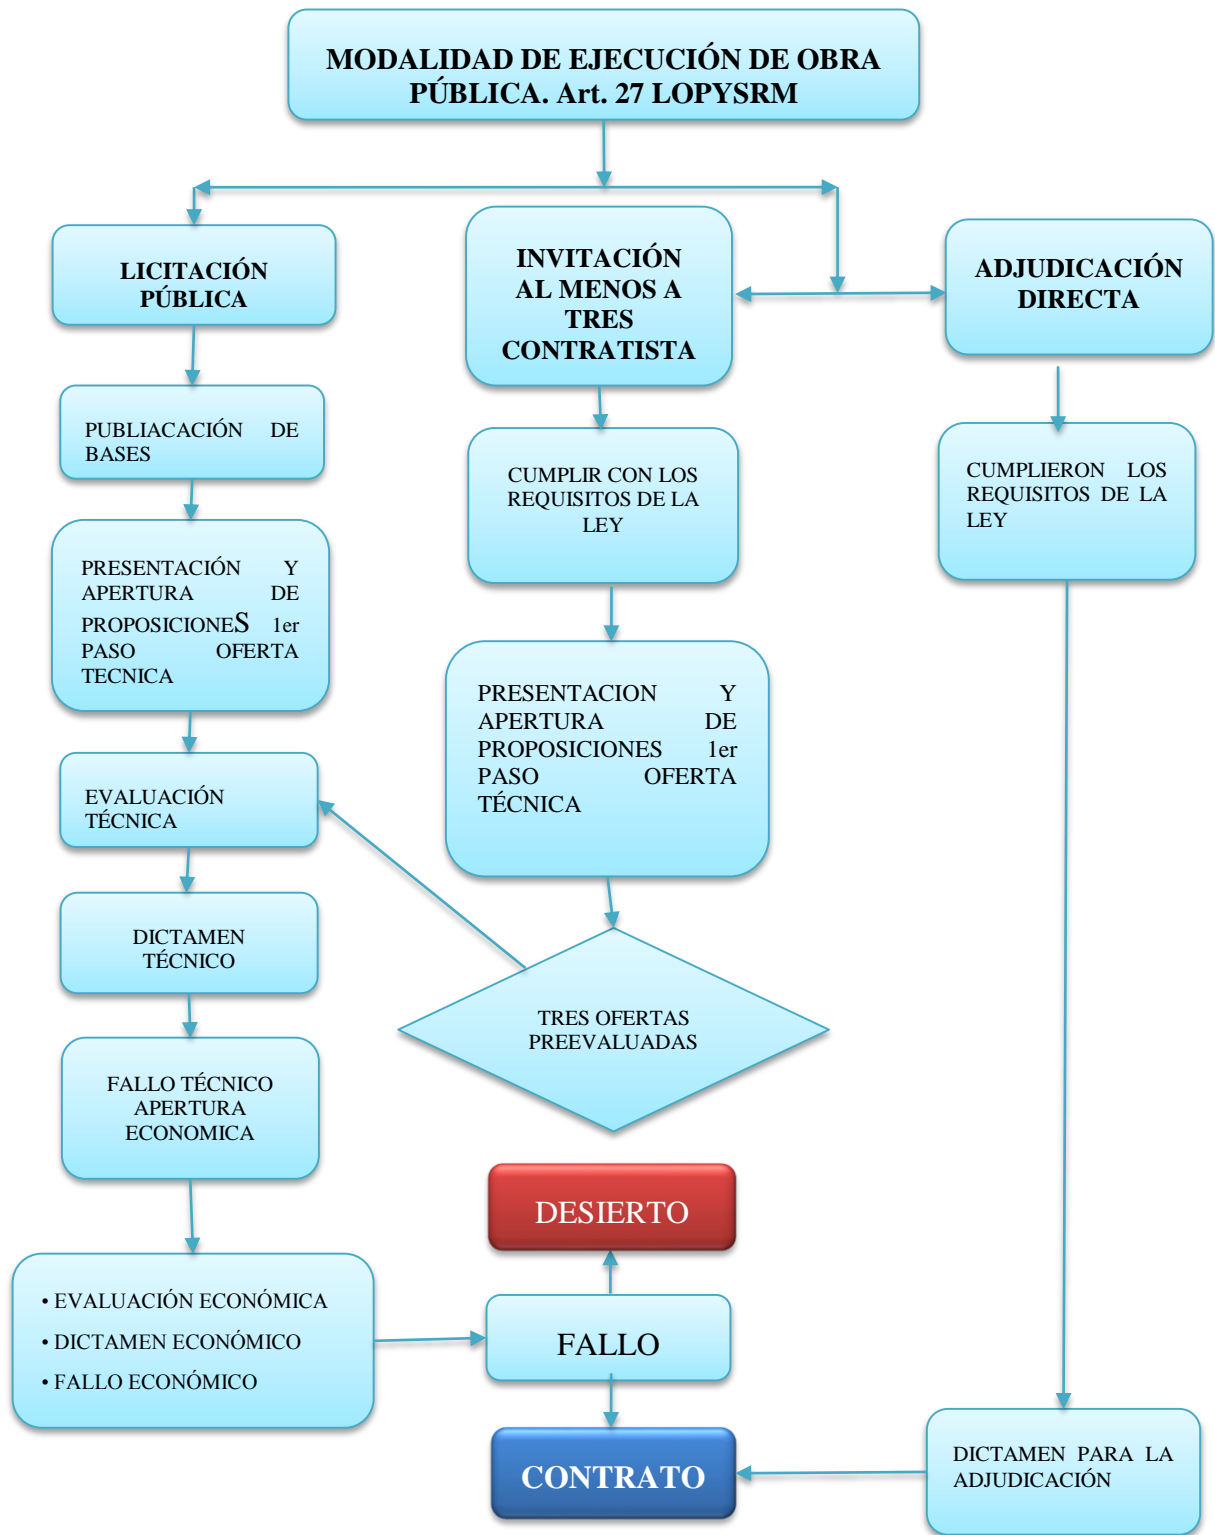 MODALIDAD DE EJECUCIÓN DE OBRA
PÚBLICA. Art. 27 LOPYSRM
LICITACIÓN
PÚBLICA
INVITACIÓN
AL MENOS A
TRES
CONTRATISTA
ADJUDICACIÓN
DIRECTA
PUBLIACACIÓN DE
BASES
CUMPLIR CON LOS
REQUISITOS DE LA
LEY
CUMPLIERON LOS
REQUISITOS DE LA
LEY
PRESENTACIÓN Y
APERTURA DE
PROPOSICIONES 1er
PASO OFERTA
TECNICA
PRESENTACION Y
APERTURA DE
PROPOSICIONES 1er
PASO OFERTA
TÉCNICA
EVALUACIÓN
TÉCNICA
DICTAMEN
TÉCNICO
TRES OFERTAS
PREEVALUADAS
FALLO TÉCNICO
APERTURA
ECONOMICA
DESIERTO
• EVALUACIÓN ECONÓMICA
• DICTAMEN ECONÓMICO
• FALLO ECONÓMICO
FALLO
CONTRATO
DICTAMEN PARA LA
ADJUDICACIÓN